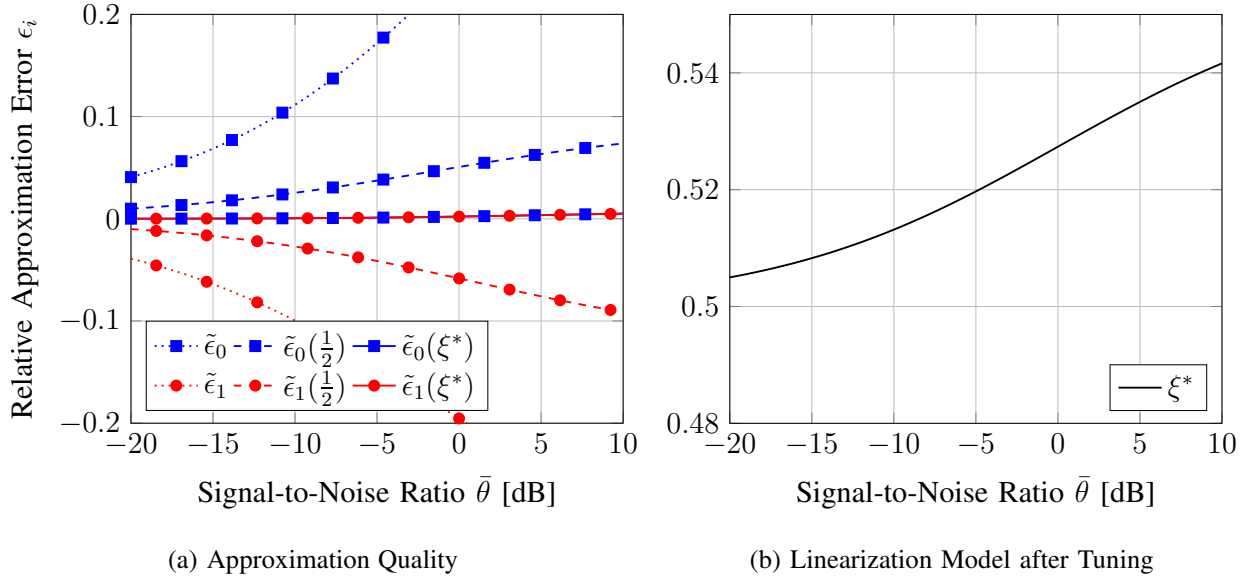 Relative Approximation Error ϵ_i
0.2
0.1
0
−0.1
−0.2
ϵ̃_0 ϵ̃_0(1/2) ϵ̃_0(ξ*)
ϵ̃_1 ϵ̃_1(1/2) ϵ̃_1(ξ*)
−20 −15 −10 −5 0 5 10
Signal-to-Noise Ratio θ̄ [dB]
(a) Approximation Quality
0.54
0.52
0.5
0.48
ξ*
−20 −15 −10 −5 0 5 10
Signal-to-Noise Ratio θ̄ [dB]
(b) Linearization Model after Tuning